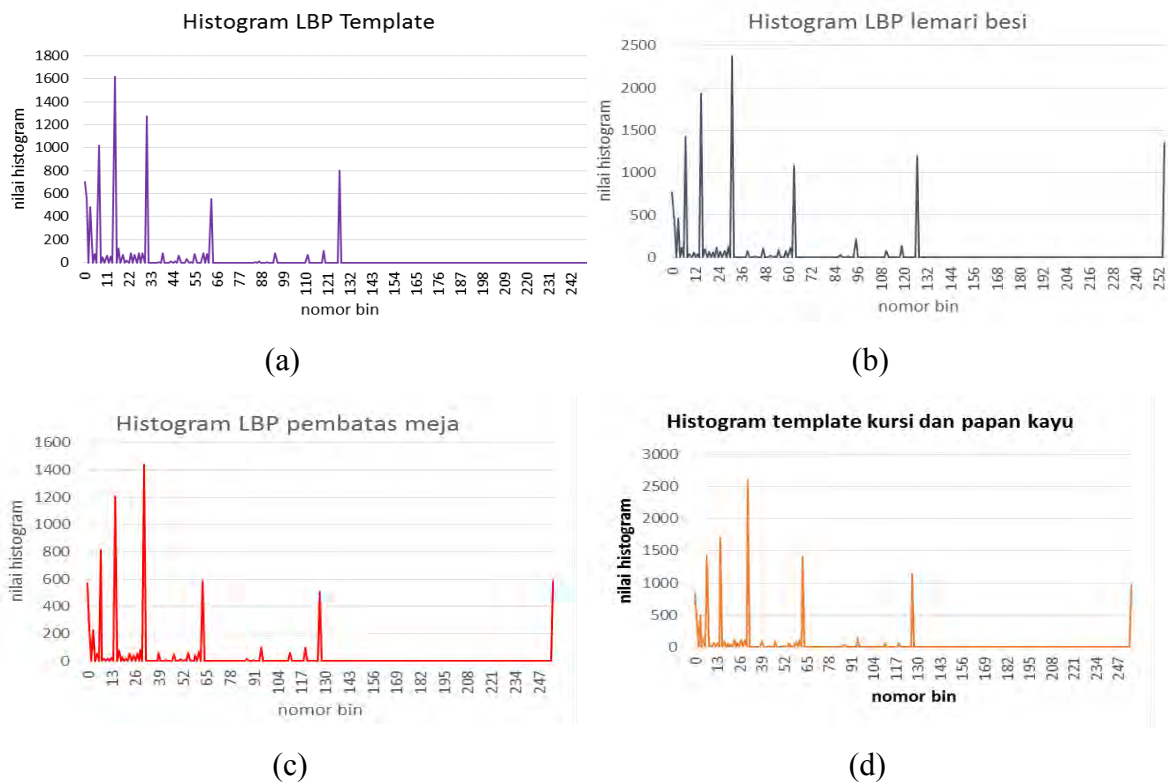 Histogram LBP Template
1800
1600
1400
1200
1000
800
600
400
200
0
nilai histogram
0 11 22 33 44 55 66 77 88 99 110 121 132 143 154 165 176 187 198 209 220 231 242
nomor bin
(a)
Histogram LBP lemari besi
2500
2000
1500
1000
500
0
nilai histogram
0 12 24 36 48 60 72 84 96 108 120 132 144 156 168 180 192 204 216 228 240 252
nomor bin
(b)
Histogram LBP pembatas meja
1600
1400
1200
1000
800
600
400
200
0
nilai histogram
0 13 26 39 52 65 78 91 104 117 130 143 156 169 182 195 208 221 234 247
nomor bin
(c)
Histogram template kursi dan papan kayu
3000
2500
2000
1500
1000
500
0
nilai histogram
0 13 26 39 52 65 78 91 104 117 130 143 156 169 182 195 208 221 234 247
nomor bin
(d)